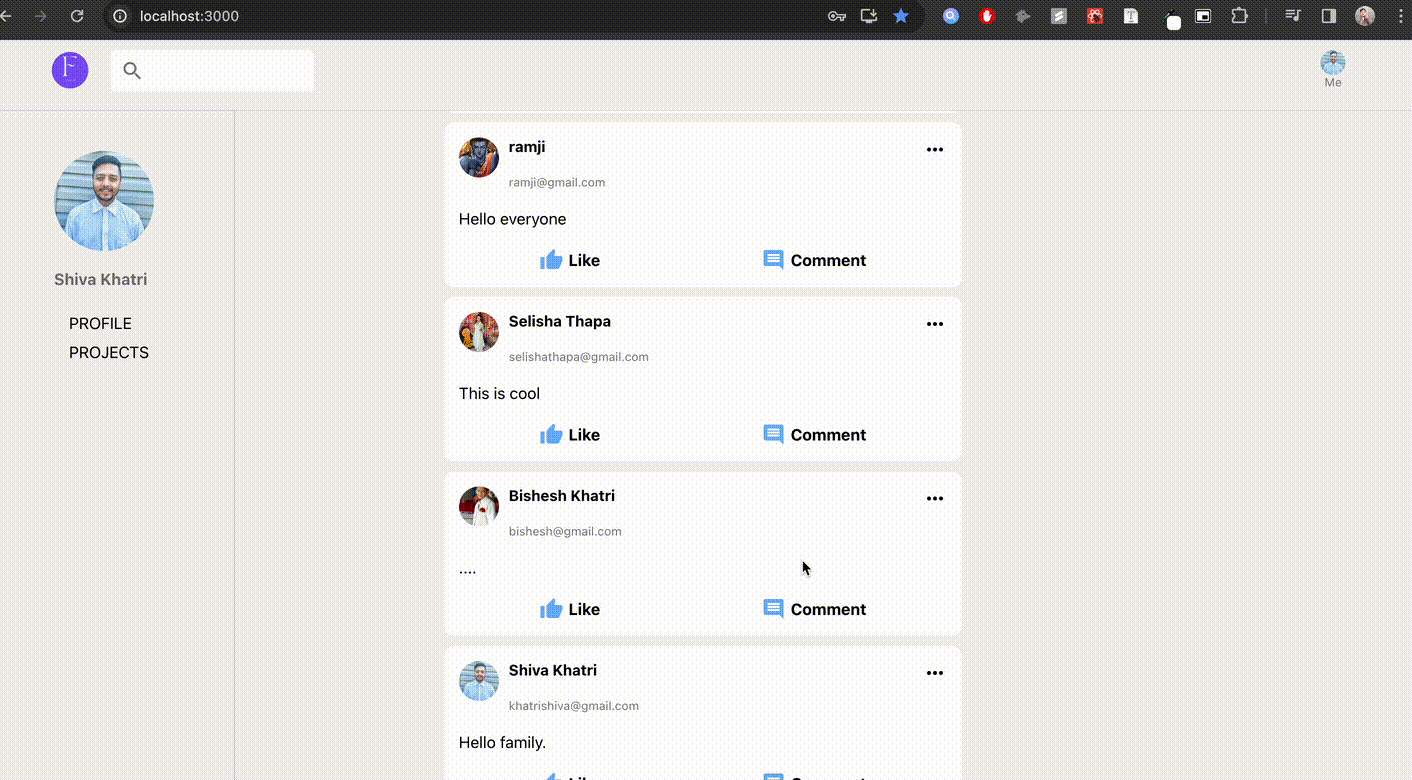 localhost:3000
Me
ramji
ramji@gmail.com
Hello everyone
Like Comment
Shiva Khatri
PROFILE
PROJECTS
Selisha Thapa
selishathapa@gmail.com
This is cool
Like Comment
Bishesh Khatri
bishesh@gmail.com
....
Like Comment
Shiva Khatri
khatrishiva@gmail.com
Hello family.